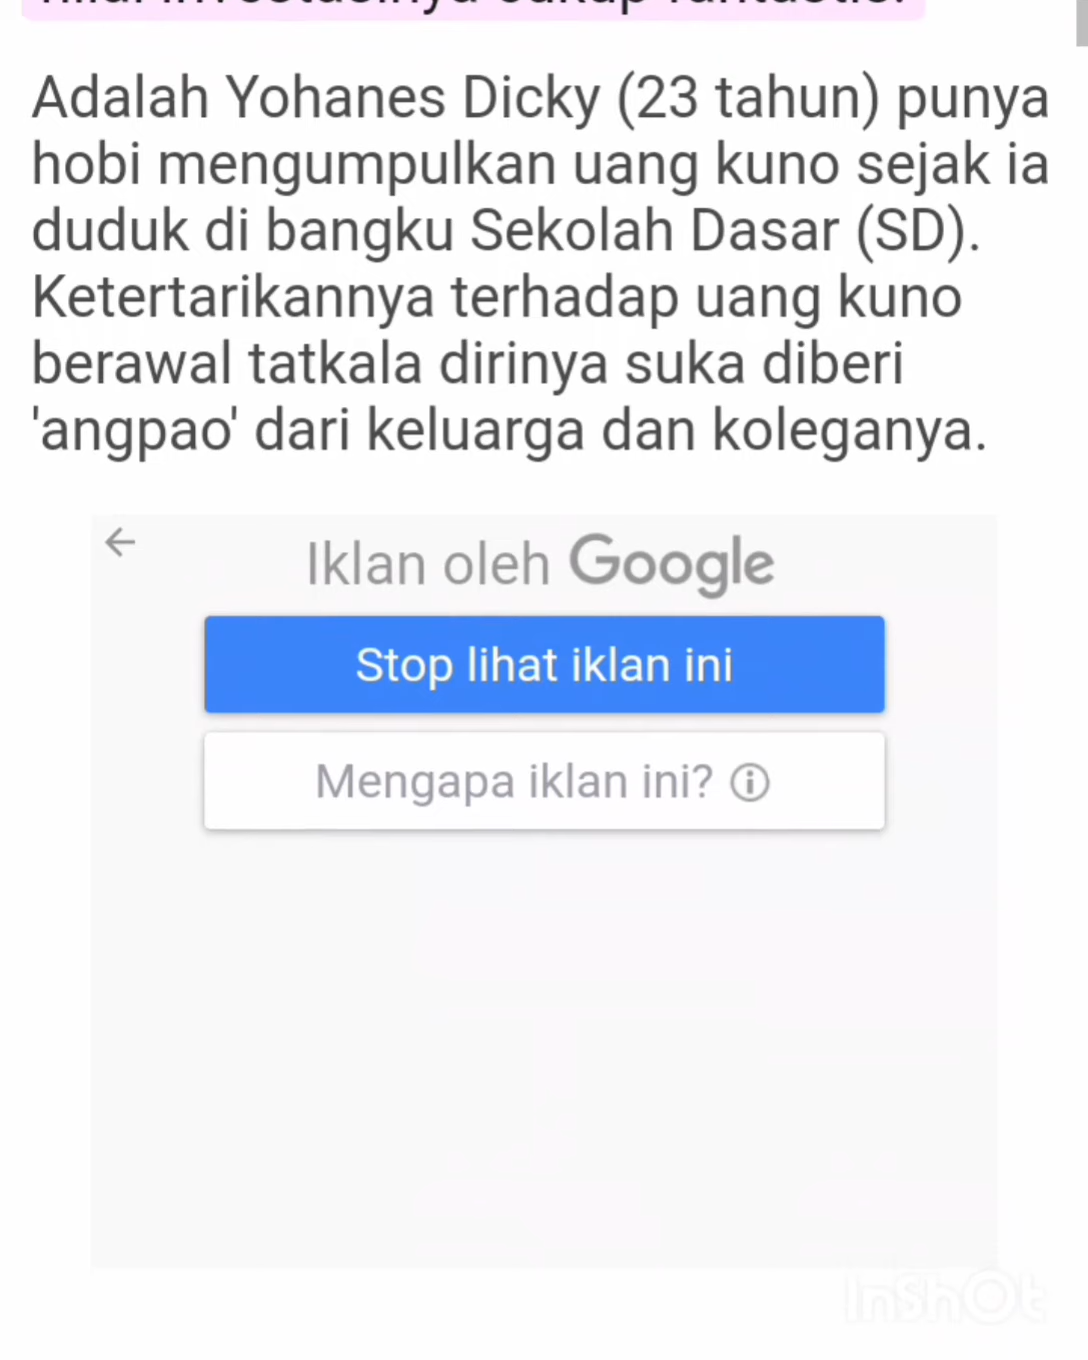 Adalah Yohanes Dicky (23 tahun) punya
hobi mengumpulkan uang kuno sejak ia
duduk di bangku Sekolah Dasar (SD).
Ketertarikannya terhadap uang kuno
berawal tatkala dirinya suka diberi
'angpao' dari keluarga dan koleganya.
Iklan oleh Google
Stop lihat iklan ini
Mengapa iklan ini?
InShOt